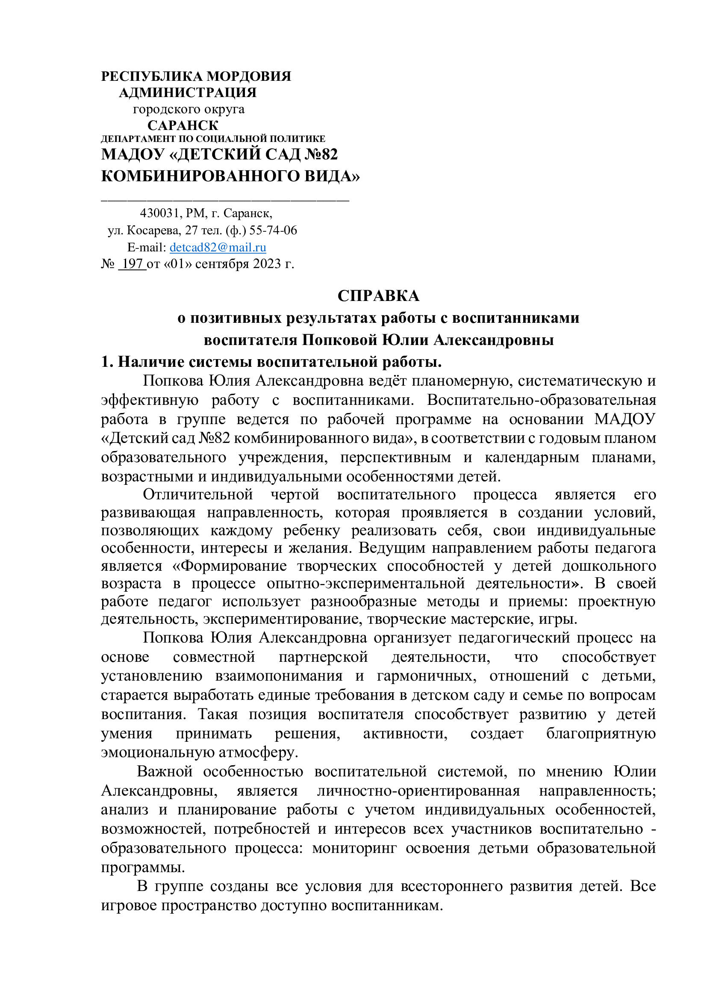 РЕСПУБЛИКА МОРДОВИЯ
АДМИНИСТРАЦИЯ
городского округа
САРАНСК
ДЕПАРТАМЕНТ ПО СОЦИАЛЬНОЙ ПОЛИТИКЕ
МАДОУ «ДЕТСКИЙ САД №82
КОМБИНИРОВАННОГО ВИДА»
430031, РМ, г. Саранск,
ул. Косарева, 27 тел. (ф.) 55-74-06
E-mail: detcad82@mail.ru
№ 197 от «01» сентября 2023 г.
СПРАВКА
о позитивных результатах работы с воспитанниками
воспитателя Попковой Юлии Александровны
1. Наличие системы воспитательной работы.
Попкова Юлия Александровна ведёт планомерную, систематическую и
эффективную работу с воспитанниками. Воспитательно-образовательная
работа в группе ведется по рабочей программе на основании МАДОУ
«Детский сад №82 комбинированного вида», в соответствии с годовым планом
образовательного учреждения, перспективным и календарным планами,
возрастными и индивидуальными особенностями детей.
Отличительной чертой воспитательного процесса является его
развивающая направленность, которая проявляется в создании условий,
позволяющих каждому ребенку реализовать себя, свои индивидуальные
особенности, интересы и желания. Ведущим направлением работы педагога
является «Формирование творческих способностей у детей дошкольного
возраста в процессе опытно-экспериментальной деятельности». В своей
работе педагог использует разнообразные методы и приемы: проектную
деятельность, экспериментирование, творческие мастерские, игры.
Попкова Юлия Александровна организует педагогический процесс на
основе совместной партнерской деятельности, что способствует
установлению взаимопонимания и гармоничных, отношений с детьми,
старается выработать единые требования в детском саду и семье по вопросам
воспитания. Такая позиция воспитателя способствует развитию у детей
умения принимать решения, активности, создает благоприятную
эмоциональную атмосферу.
Важной особенностью воспитательной системой, по мнению Юлии
Александровны, является личностно-ориентированная направленность;
анализ и планирование работы с учетом индивидуальных особенностей,
возможностей, потребностей и интересов всех участников воспитательно -
образовательного процесса: мониторинг освоения детьми образовательной
программы.
В группе созданы все условия для всестороннего развития детей. Все
игровое пространство доступно воспитанникам.